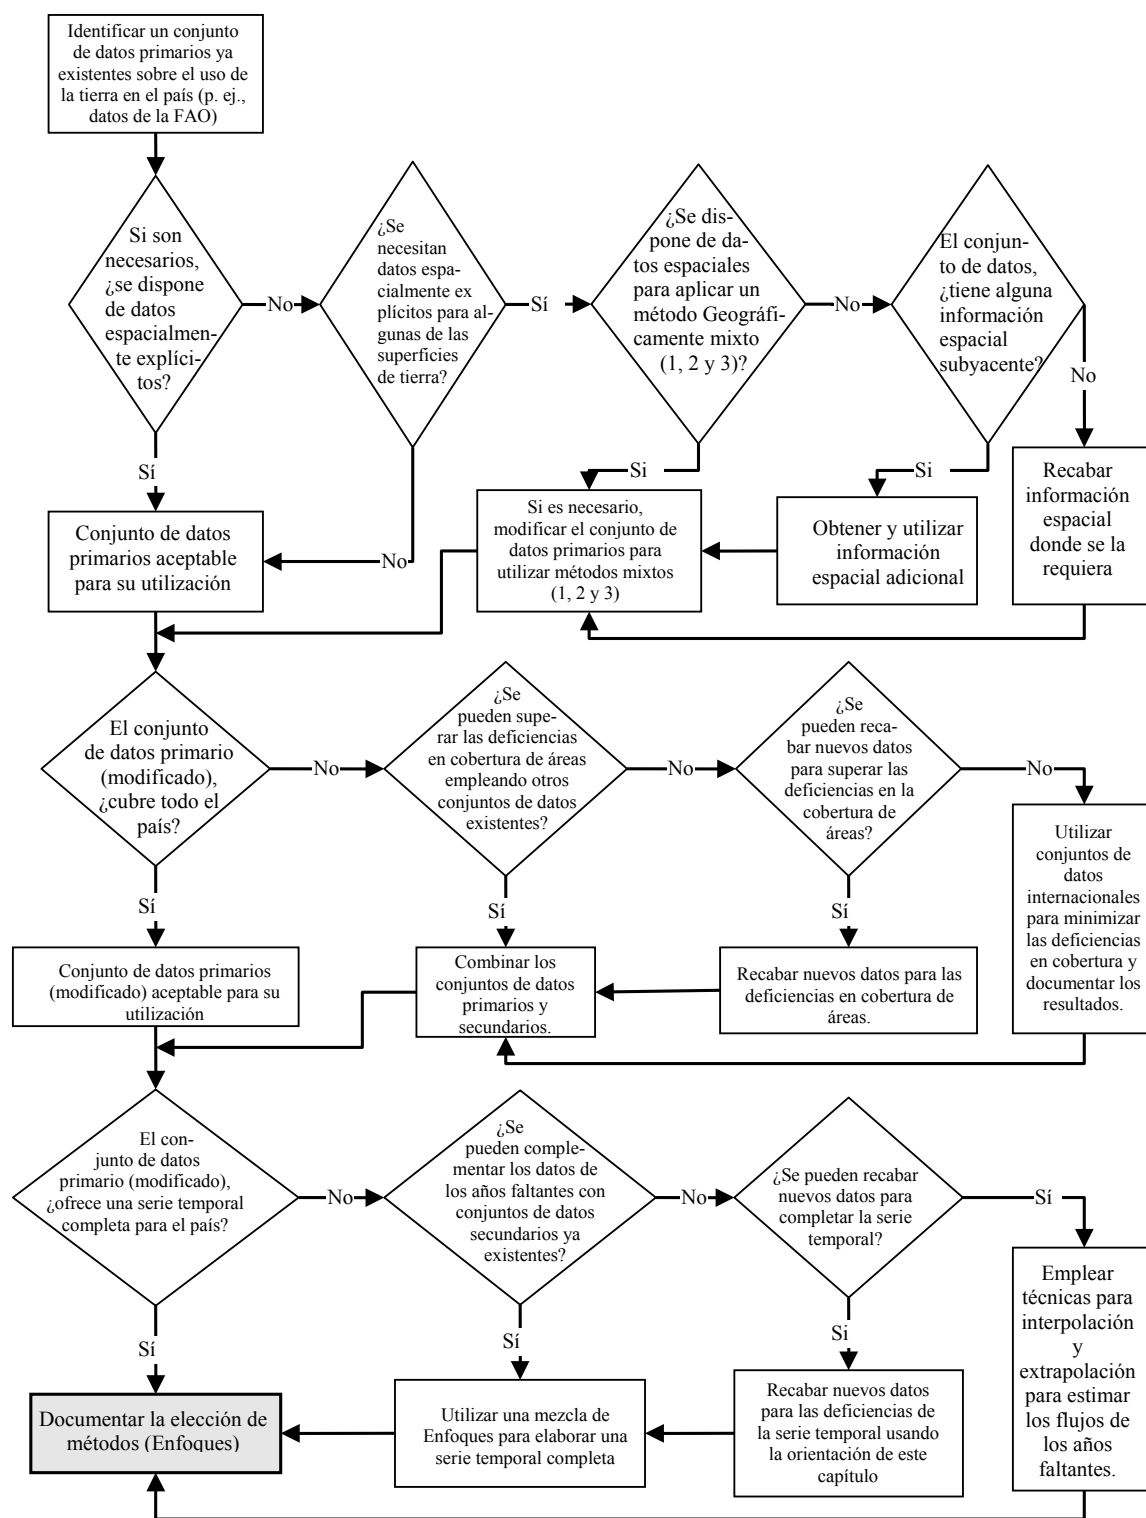 Identificar un conjunto
de datos primarios ya
existentes sobre el uso de
la tierra en el país (p. ej.,
datos de la FAO)
Si son
necesarios,
¿se dispone
de datos
espacialmen-
te explíci-
tos?
No
¿Se
necesitan
datos espa-
cialmente ex
plícitos para al-
gunas de las
superficies
de tierra?
Sí
¿Se dis-
pone de da-
tos espaciales
para aplicar un
método Geográfi-
camente mixto
(1, 2 y 3)?
No
El conjun-
to de datos,
¿tiene alguna
información
espacial
subyacente?
No
Sí
Conjunto de datos
primarios aceptable
para su utilización
No
Si
Si es necesario,
modificar el conjunto de
datos primarios para
utilizar métodos mixtos
(1, 2 y 3)
Si
Obtener y utilizar
información
espacial adicional
Recabar
información
espacial
donde se la
requiera
El conjunto
de datos primario
(modificado),
¿cubre todo el
país?
No
¿Se
pueden supe-
rar las deficiencias
en cobertura de áreas
empleando otros
conjuntos de datos
existentes?
No
¿Se
pueden reca-
bar nuevos datos
para superar las
deficiencias en la
cobertura de
áreas?
No
Sí
Conjunto de datos primarios
(modificado) aceptable para su
utilización
Sí
Combinar los
conjuntos de datos
primarios y
secundarios.
Sí
Recabar nuevos datos para las
deficiencias en cobertura de
áreas.
Utilizar
conjuntos de
datos
internacionales
para minimizar
las deficiencias
en cobertura y
documentar los
resultados.
El con-
junto de datos
primario (modificado),
¿ofrece una serie temporal
completa para el país?
No
¿Se
pueden comple-
mentar los datos de
los años faltantes con
conjuntos de datos
secundarios ya
existentes?
No
¿Se pueden recabar
nuevos datos para
completar la serie
temporal?
Sí
Sí
Documentar la elección de
métodos (Enfoques)
Sí
Utilizar una mezcla de
Enfoques para elaborar una
serie temporal completa
Si
Recabar nuevos datos
para las deficiencias de
la serie temporal usando
la orientación de este
capítulo
Emplear
técnicas para
interpolación
y
extrapolación
para estimar
los flujos de
los años
faltantes.